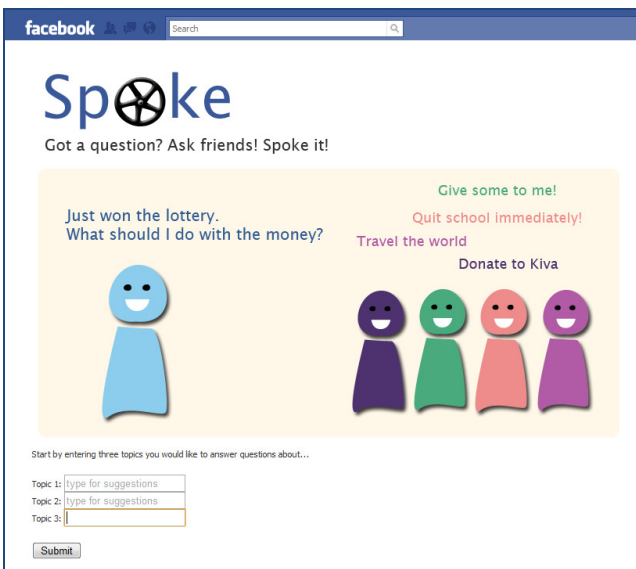 facebook
Search
Spoke
Got a question? Ask friends! Spoke it!
Give some to me!
Just won the lottery.
What should I do with the money?
Quit school immediately!
Travel the world
Donate to Kiva
Start by entering three topics you would like to answer questions about...
Topic 1: type for suggestions
Topic 2: type for suggestions
Topic 3:
Submit